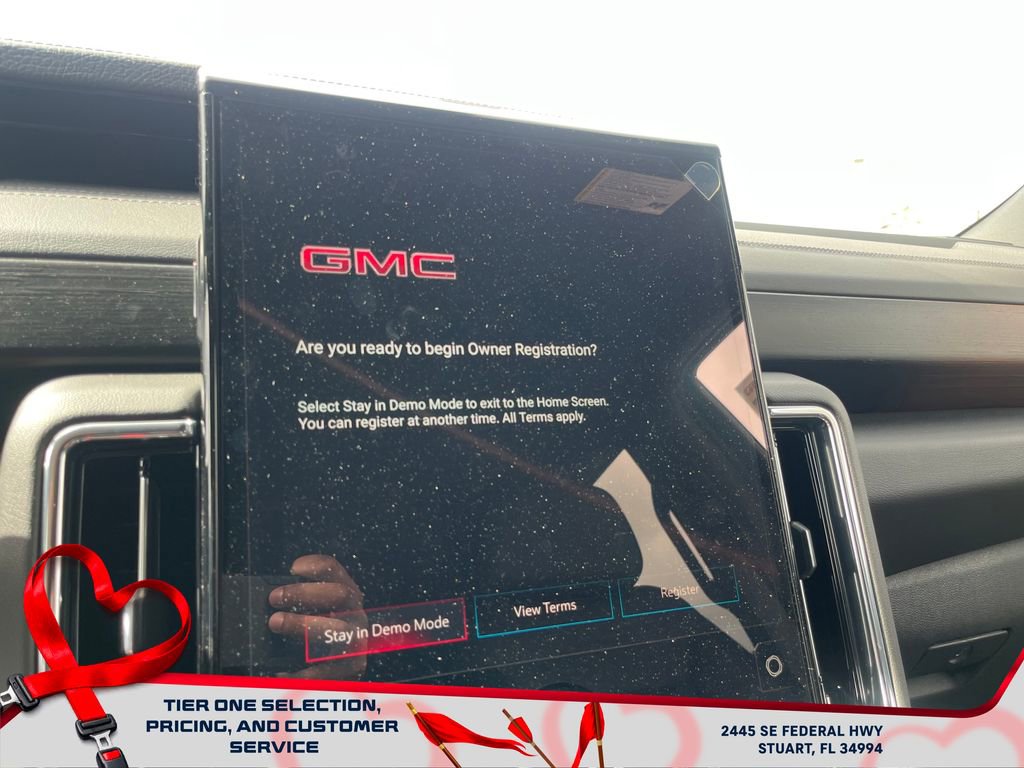 GMC
Are you ready to begin Owner Registration?
Select Stay in Demo Mode to exit to the Home Screen.
You can register at another time. All Terms apply.
Stay in Demo Mode
View Terms
Register
TIER ONE SELECTION,
PRICING, AND CUSTOMER
SERVICE
2445 SE FEDERAL HWY
STUART, FL 34994